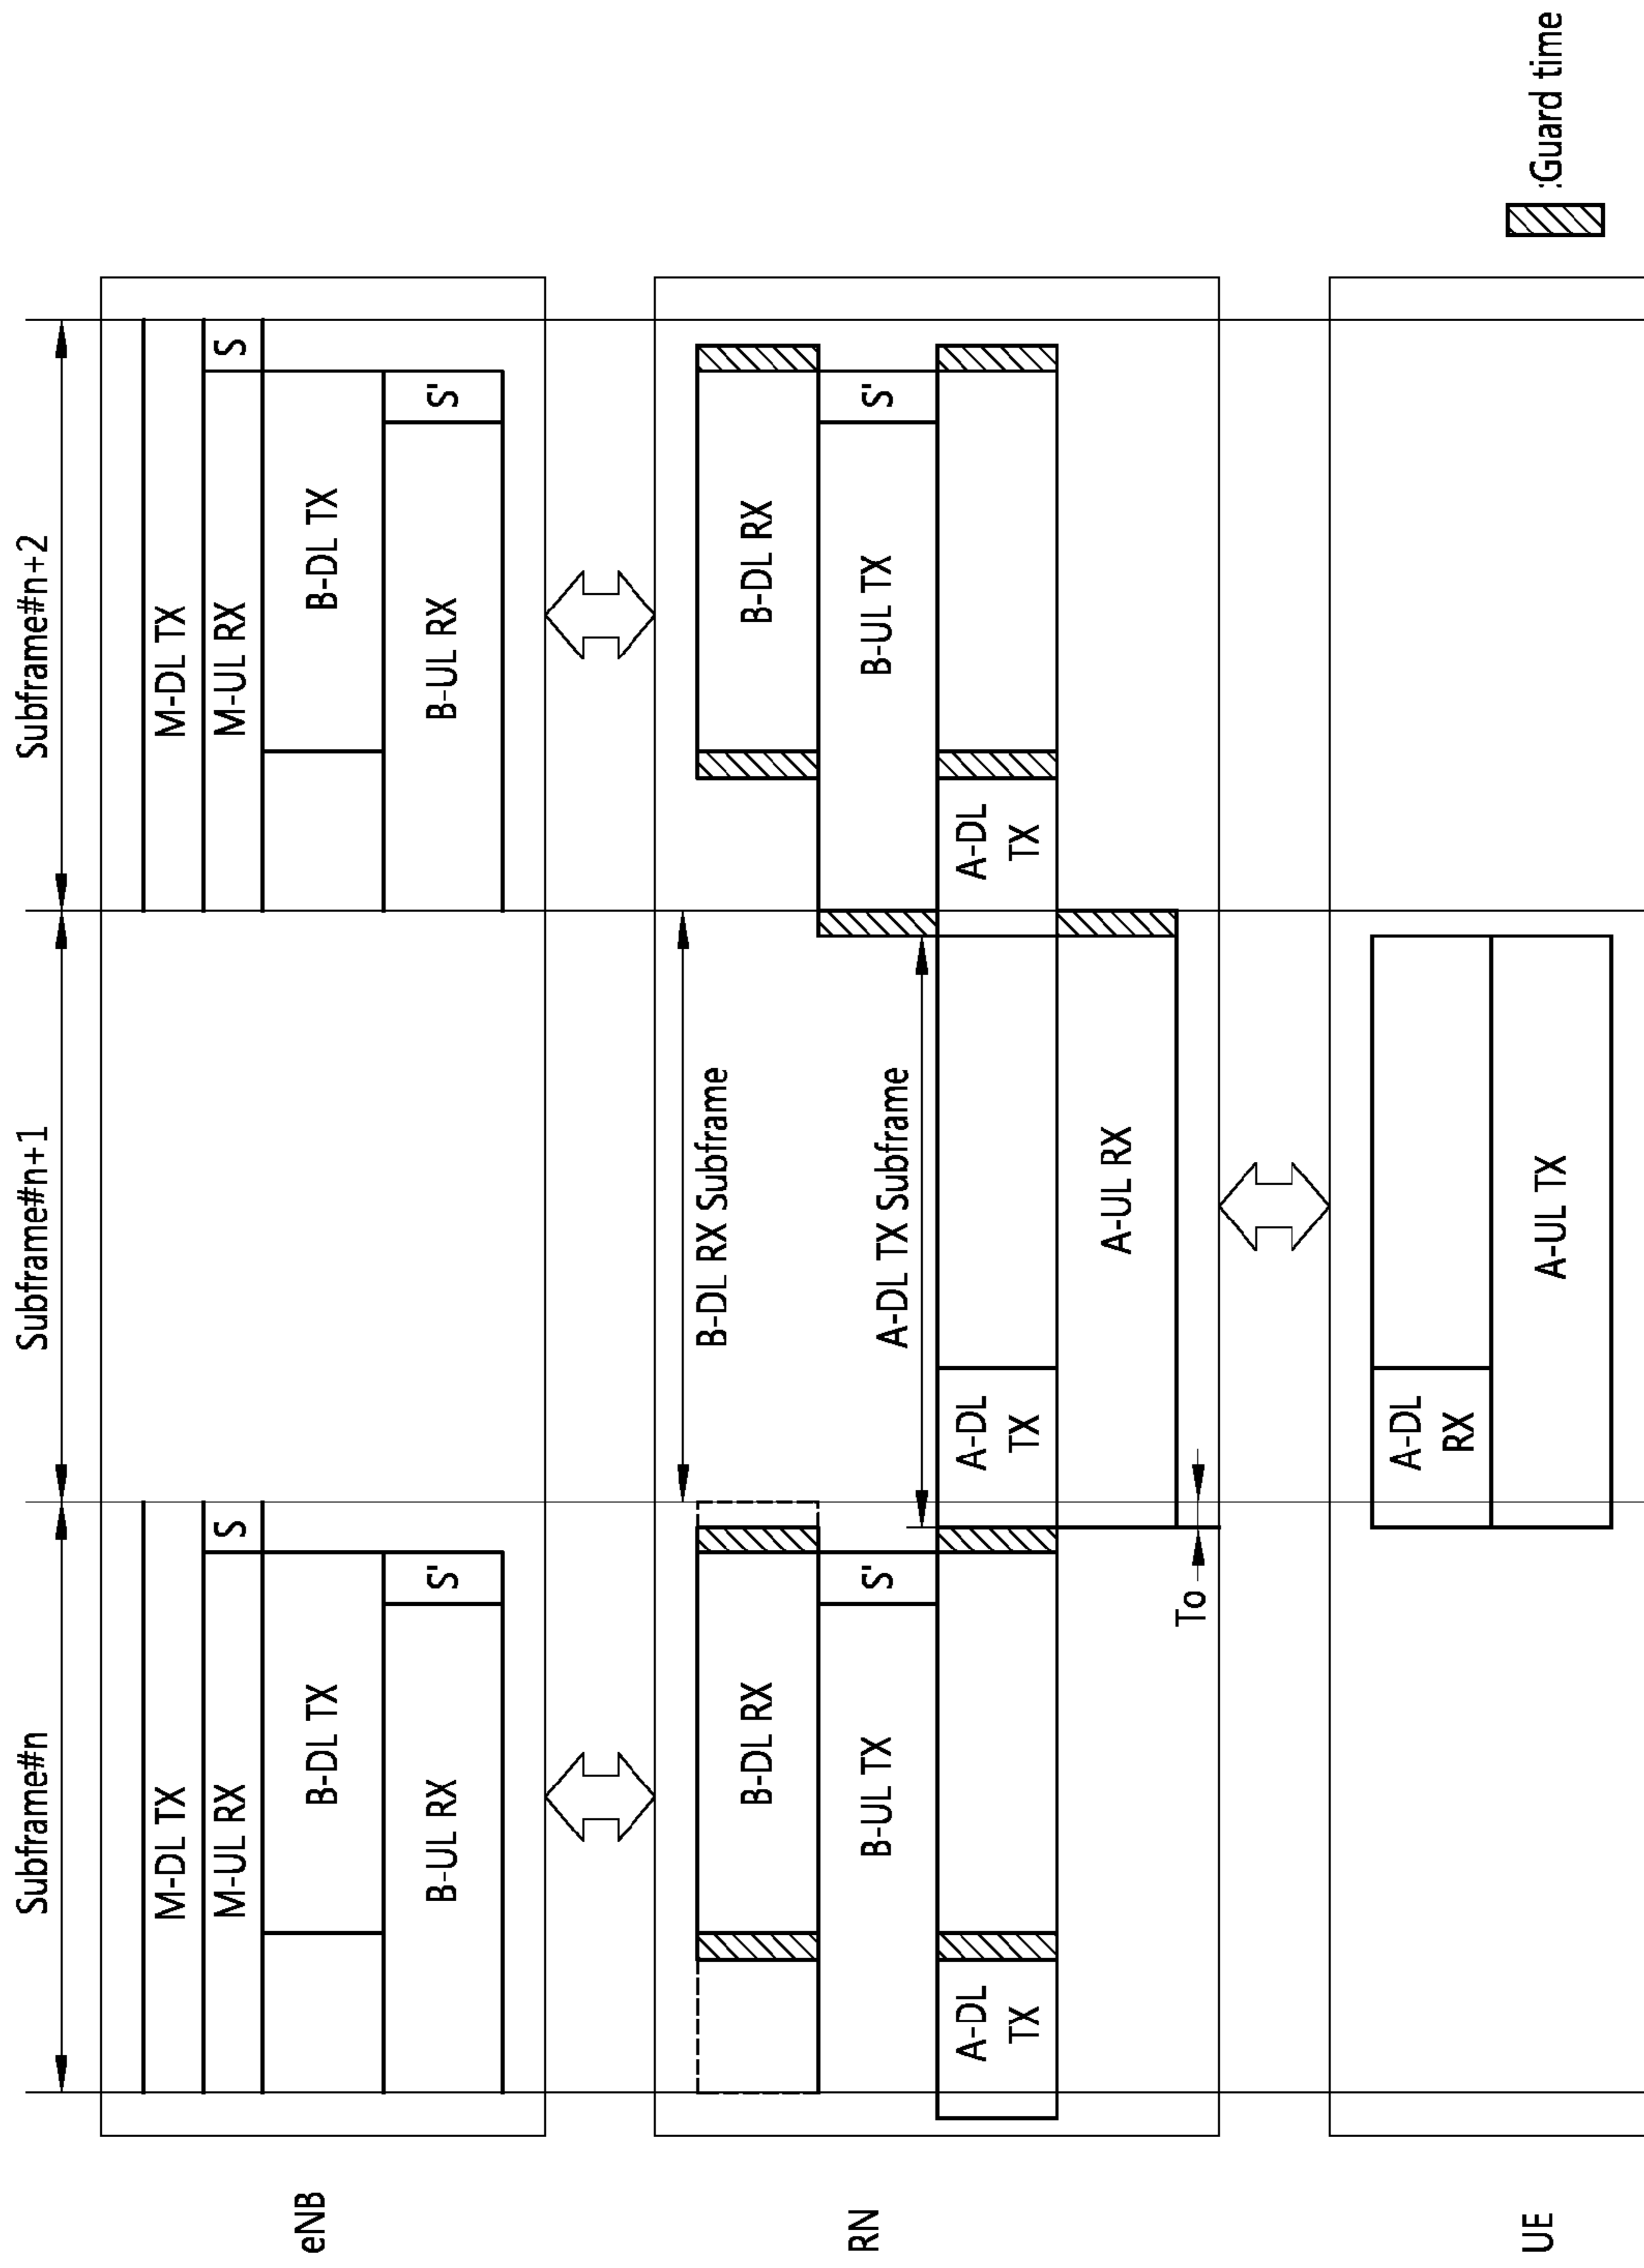 Subframe#n
Subframe#n+1
Subframe#n+2
eNB
M-DL TX
M-DL TX
M-UL RX
S
M-UL RX
S
B-DL TX
B-DL TX
B-UL RX
S'
B-UL RX
S'
RN
B-DL RX
B-DL RX Subframe
B-DL RX
B-UL TX
S'
A-DL TX Subframe
B-UL TX
S'
A-DL
TX
A-DL
TX
A-DL
TX
A-UL RX
To
UE
A-DL
RX
A-UL TX
:Guard time